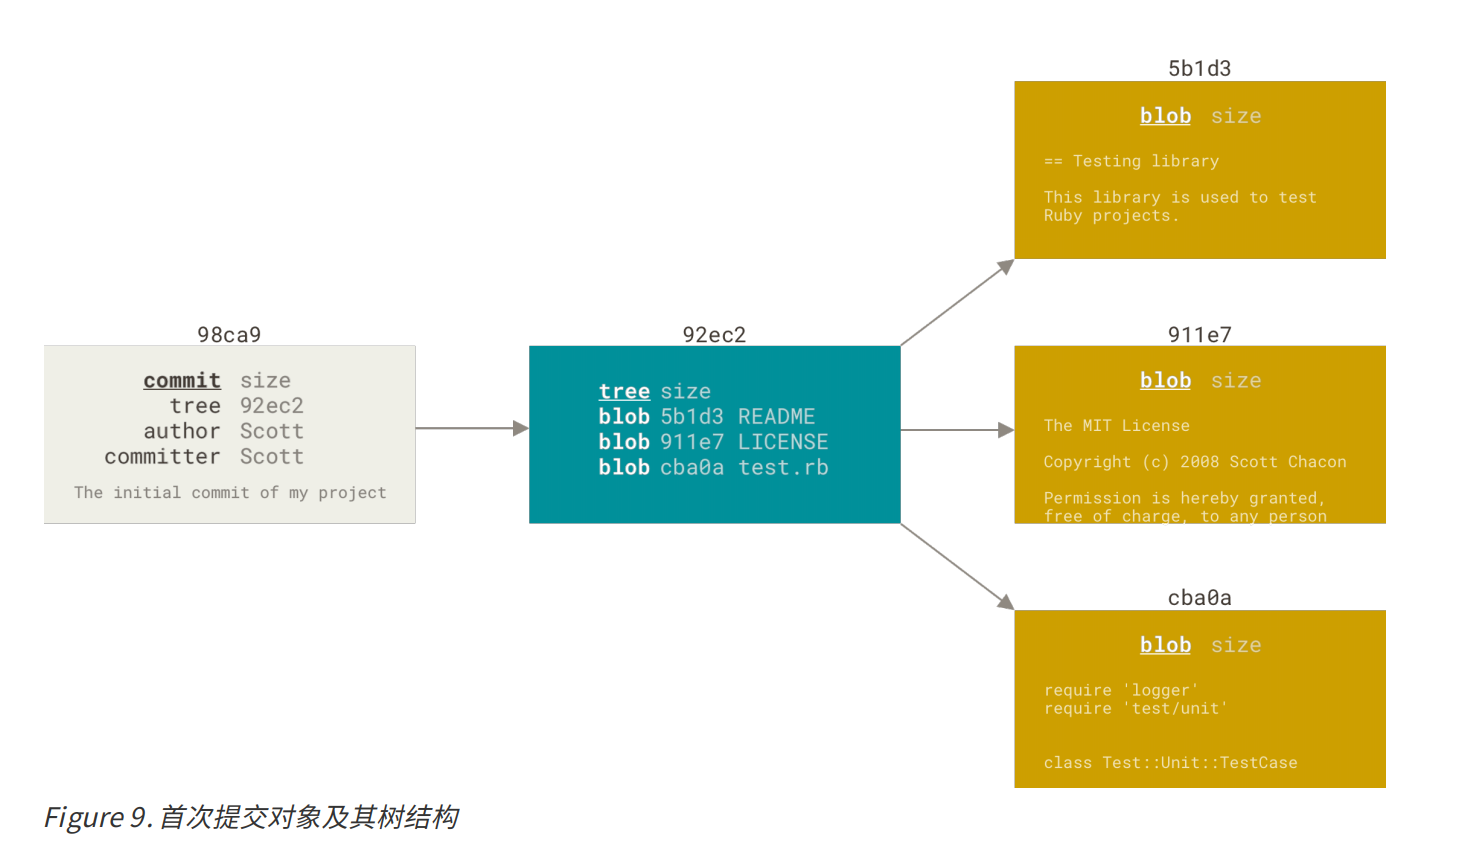 98ca9
commit size
tree 92ec2
author Scott
committer Scott
The initial commit of my project
92ec2
tree size
blob 5b1d3 README
blob 911e7 LICENSE
blob cba0a test.rb
5b1d3
blob size
== Testing library
This library is used to test
Ruby projects.
911e7
blob size
The MIT License
Copyright (c) 2008 Scott Chacon
Permission is hereby granted,
free of charge, to any person
cba0a
blob size
require 'logger'
require 'test/unit'
class Test::Unit::TestCase
Figure 9. 首次提交对象及其树结构